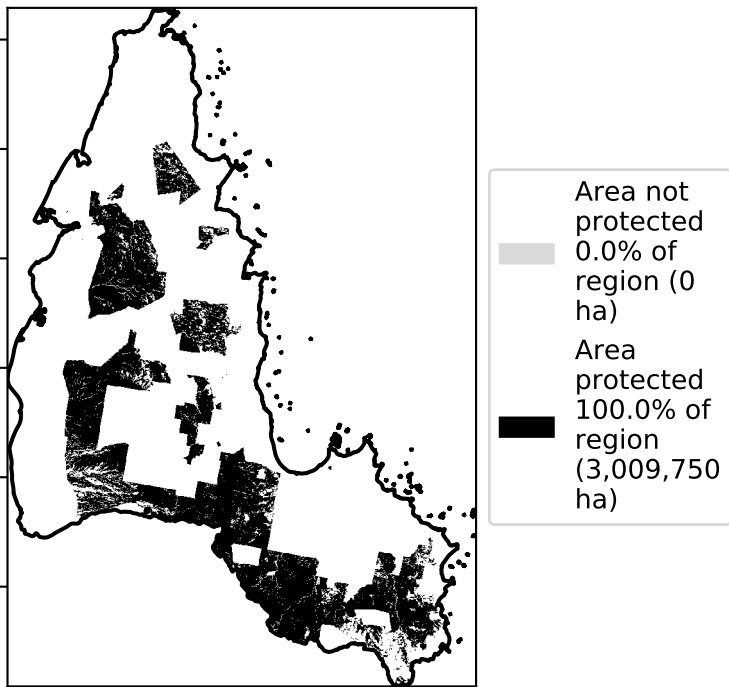 Area not
protected
0.0% of
region (0
ha)
Area
protected
100.0% of
region
(3,009,750
ha)